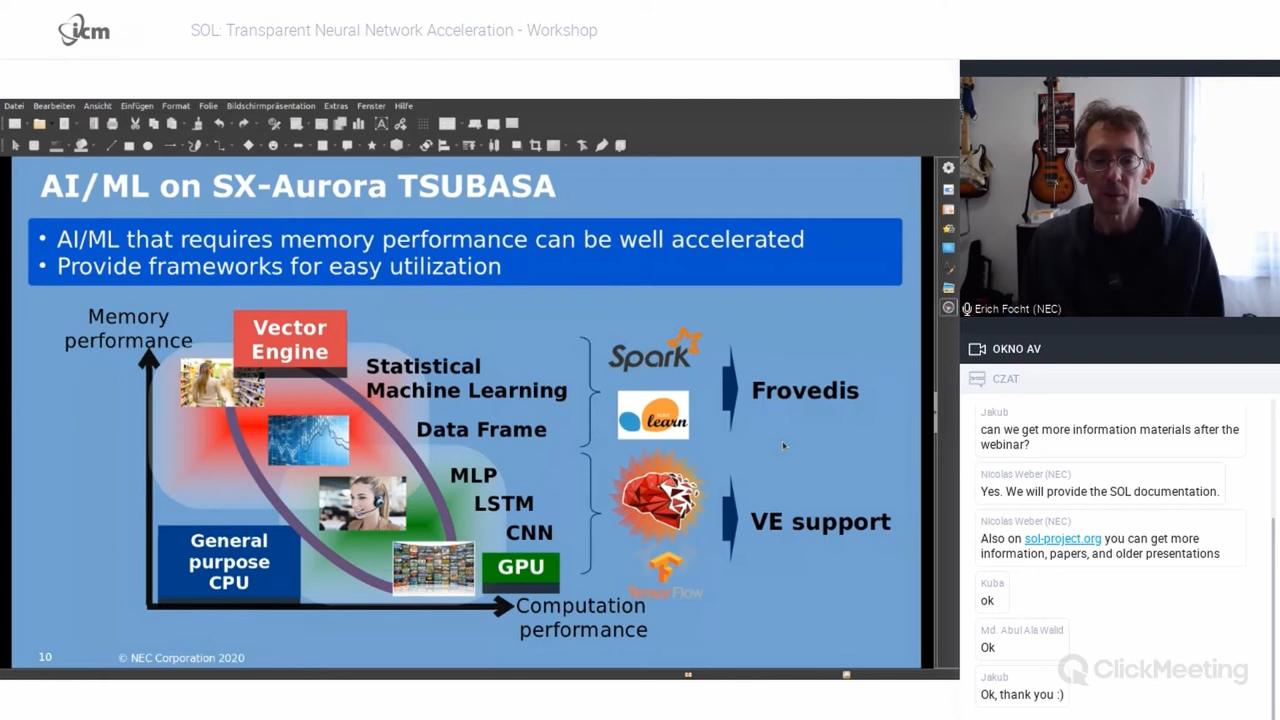 icm
SOL: Transparent Neural Network Acceleration - Workshop
Datei Bearbeiten Ansicht Einfügen Format Folie Bildschirmpräsentation Extras Fenster Hilfe
AI/ML on SX-Aurora TSUBASA
• AI/ML that requires memory performance can be well accelerated
• Provide frameworks for easy utilization
Memory
performance
Vector
Engine
Statistical
Machine Learning
Data Frame
MLP
LSTM
CNN
GPU
General
purpose
CPU
Computation
performance
Spark
learn
TensorFlow
Frovedis
VE support
10
© NEC Corporation 2020
Erich Focht (NEC)
OKNO AV
CZAT
Jakub
can we get more information materials after the
webinar?
Nicolas Weber (NEC)
Yes. We will provide the SOL documentation.
Nicolas Weber (NEC)
Also on sol-project.org you can get more
information, papers, and older presentations
Kuba
ok
Md. Abul Ala Walid
Ok
Jakub
Ok, thank you :)
ClickMeeting